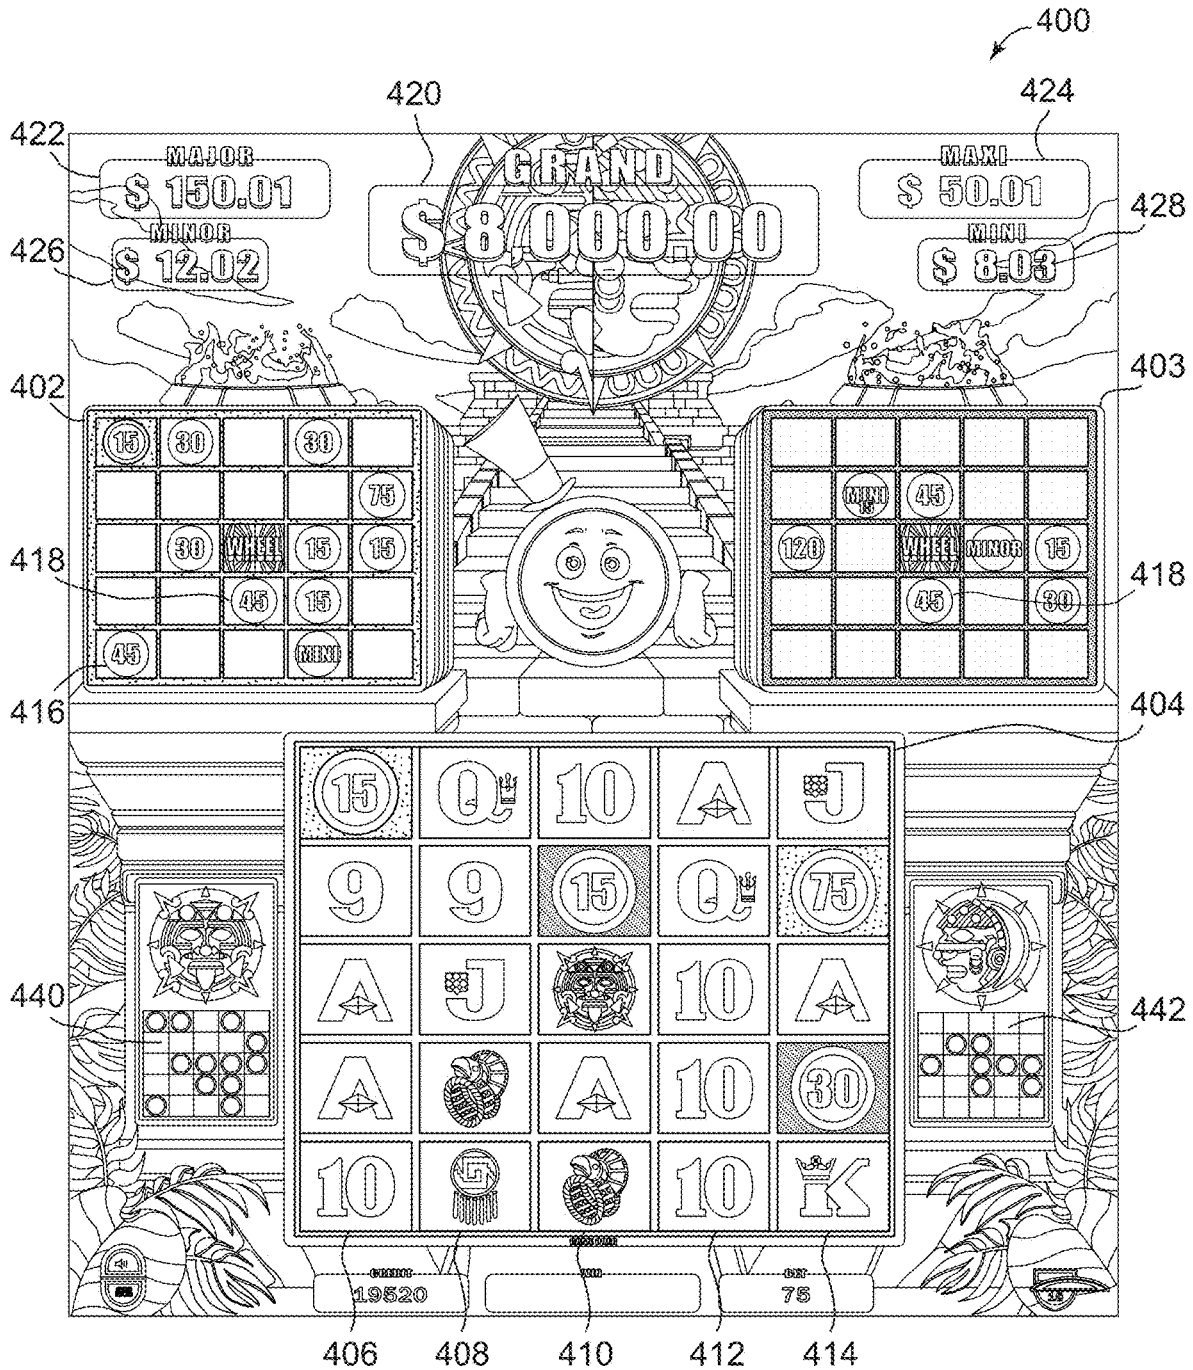 400
420
424
422
MAJOR
$ 150.01
GRAND
$ 8,000.00
MAXI
$ 50.01
428
MINOR
$ 12.02
MINI
$ 8.03
426
402
403
15 30 30
75
30 WHEEL 15 15
45 15
45 MINI
MINI
15
45
120 WHEEL MINOR 15
45 30
418
418
416
404
15 Q 10 A J
9 9 15 Q 75
A J 10 A
A A 10 30
10 10 K
440
442
CREDIT
19520
WIN
BET
75
406 408 410 412 414